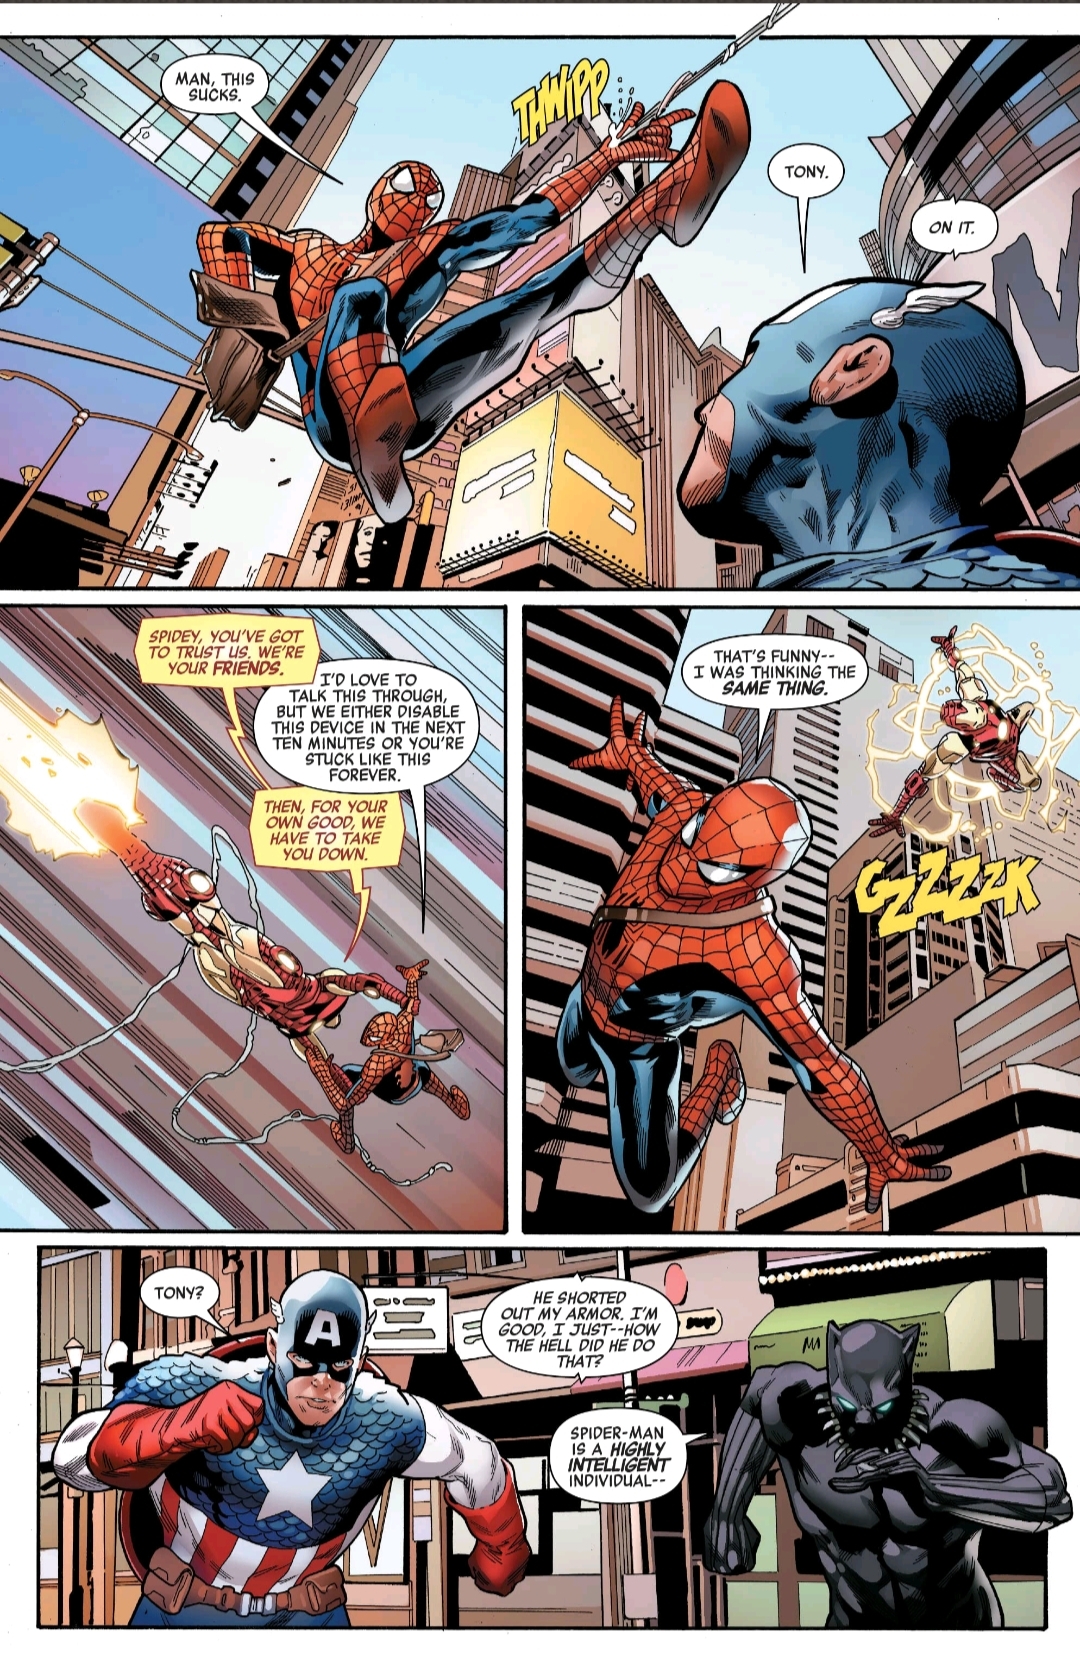 MAN, THIS
SUCKS.
THWIPP
TONY.
ON IT.
N
SPIDEY, YOU'VE GOT
TO TRUST US. WE'RE
YOUR FRIENDS.
I'D LOVE TO
TALK THIS THROUGH,
BUT WE EITHER DISABLE
THIS DEVICE IN THE NEXT
TEN MINUTES OR YOU'RE
STUCK LIKE THIS
FOREVER.
THEN, FOR YOUR
OWN GOOD, WE
HAVE TO TAKE
YOU DOWN.
THAT'S FUNNY--
I WAS THINKING THE
SAME THING.
GZZZZZK
TONY?
A
HE SHORTED
OUT MY ARMOR. I'M
GOOD, I JUST--HOW
THE HELL DID HE DO
THAT?
SPIDER-MAN
IS A HIGHLY
INTELLIGENT
INDIVIDUAL--